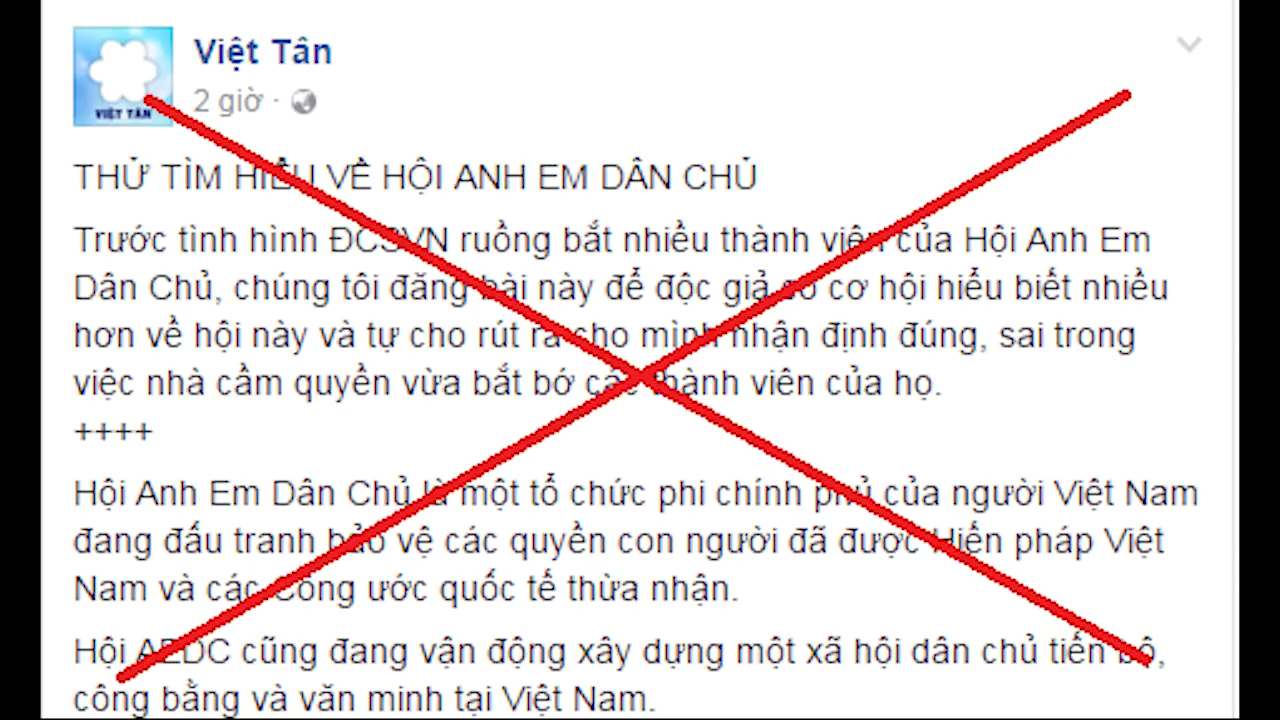 Việt Tân
VIỆT TÂN
2 giờ ·
THỬ TÌM HIỂU VỀ HỘI ANH EM DÂN CHỦ
Trước tình hình ĐCSVN ruồng bắt nhiều thành viên của Hội Anh Em
Dân Chủ, chúng tôi đăng bài này để độc giả có cơ hội hiểu biết nhiều
hơn về hội này và tự cho rút ra cho mình nhận định đúng, sai trong
việc nhà cầm quyền vừa bắt bớ các thành viên của họ.
++++
Hội Anh Em Dân Chủ là một tổ chức phi chính phủ của người Việt Nam
đang đấu tranh bảo vệ các quyền con người đã được Hiến pháp Việt
Nam và các Công ước quốc tế thừa nhận.
Hội AEDC cũng đang vận động xây dựng một xã hội dân chủ tiến bộ,
công bằng và văn minh tại Việt Nam.